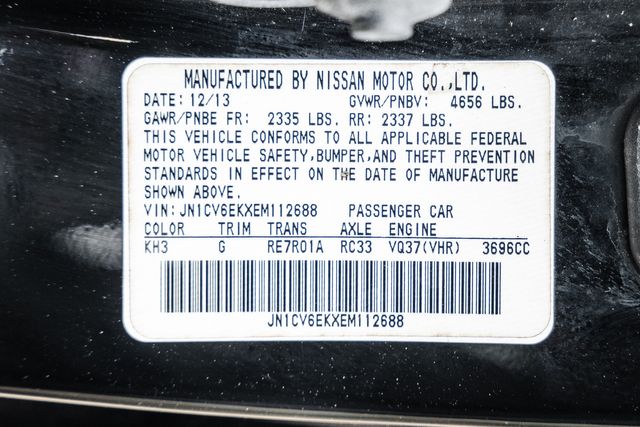 MANUFACTURED BY NISSAN MOTOR CO.,LTD.
DATE: 12/13 GVWR/PNBV: 4656 LBS.
GAWR/PNBE FR: 2335 LBS. RR: 2337 LBS.
THIS VEHICLE CONFORMS TO ALL APPLICABLE FEDERAL
MOTOR VEHICLE SAFETY,BUMPER,AND THEFT PREVENTION
STANDARDS IN EFFECT ON THE DATE OF MANUFACTURE
SHOWN ABOVE.
VIN: JN1CV6EKXEM112688 PASSENGER CAR
COLOR TRIM TRANS AXLE ENGINE
KH3 G RE7R01A RC33 VQ37(VHR) 3696CC
JN1CV6EKXEM112688